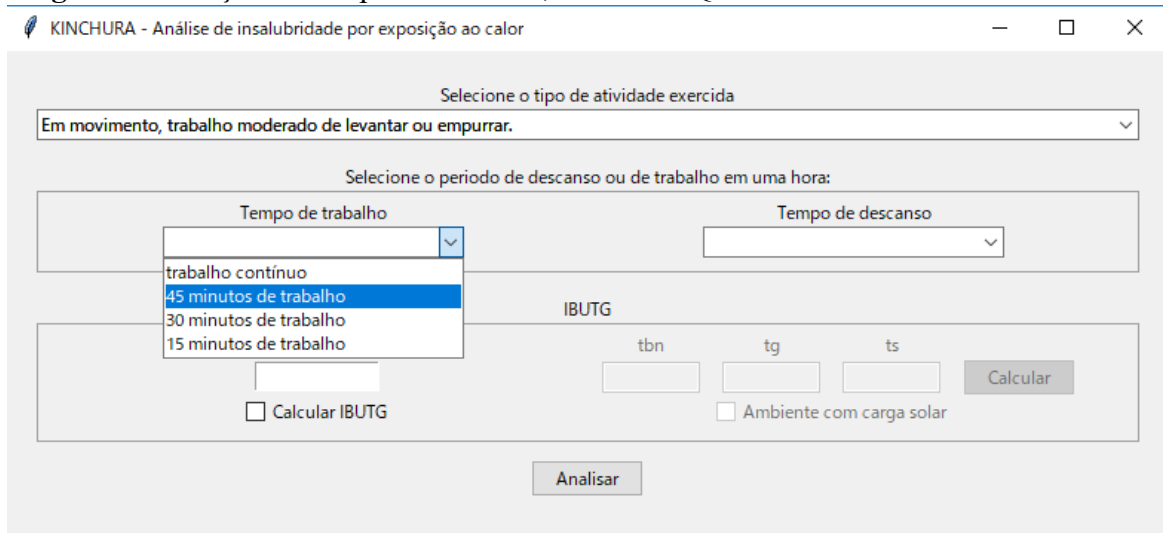 KINCHURA - Análise de insalubridade por exposição ao calor
Selecione o tipo de atividade exercida
Em movimento, trabalho moderado de levantar ou empurrar.
Selecione o periodo de descanso ou de trabalho em uma hora:
Tempo de trabalho
Tempo de descanso
trabalho contínuo
45 minutos de trabalho
30 minutos de trabalho
15 minutos de trabalho
IBUTG
tbn tg ts
Calcular
Calcular IBUTG
Ambiente com carga solar
Analisar